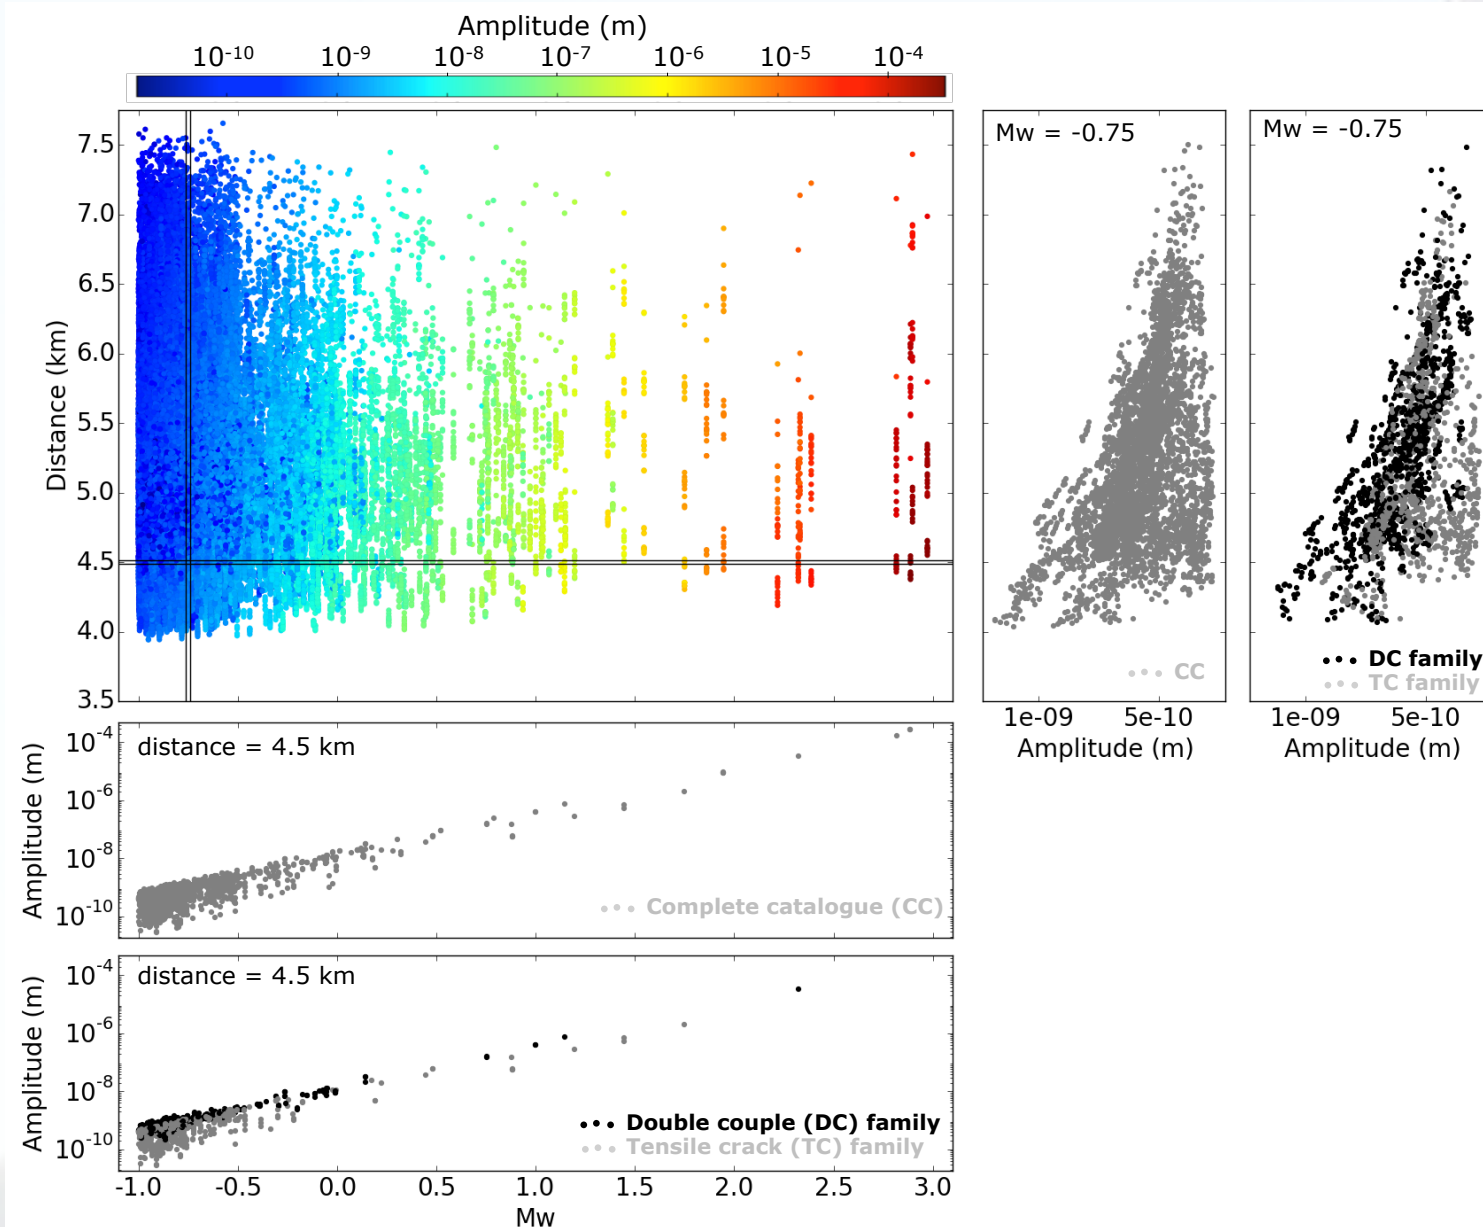 Amplitude (m)
10-10 10-9 10-8 10-7 10-6 10-5 10-4
7.5
7.0
6.5
6.0
5.5
5.0
4.5
4.0
3.5
Distance (km)
Mw = -0.75
CC
1e-09 5e-10
Amplitude (m)
Mw = -0.75
DC family
TC family
1e-09 5e-10
Amplitude (m)
distance = 4.5 km
10-4
10-6
10-8
10-10
Amplitude (m)
Complete catalogue (CC)
distance = 4.5 km
10-4
10-6
10-8
10-10
Amplitude (m)
Double couple (DC) family
Tensile crack (TC) family
-1.0 -0.5 0.0 0.5 1.0 1.5 2.0 2.5 3.0
Mw